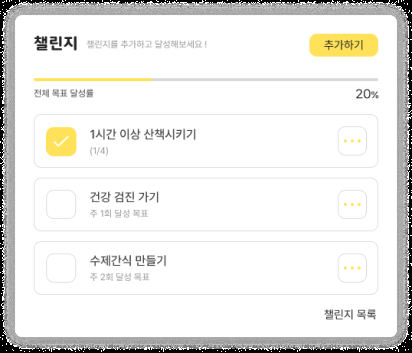 챌린지 챌린지를 추가하고 달성해보세요 !
추가하기
전체 목표 달성률 20%
1시간 이상 산책시키기
(1/4)
건강 검진 가기
주 1회 달성 목표
수제간식 만들기
주 2회 달성 목표
챌린지 목록